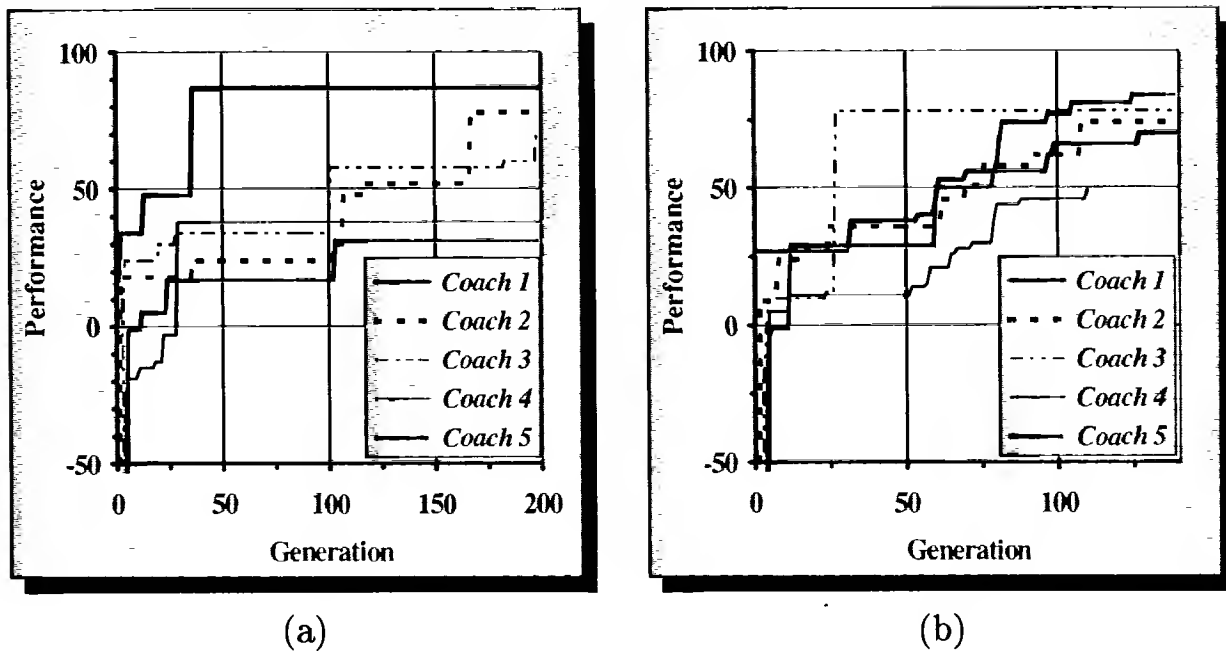 100
50
0
-50
Performance
0
50
100
150
200
Generation
Coach 1
Coach 2
Coach 3
Coach 4
Coach 5
(a)
100
50
0
-50
Performance
0
50
100
Generation
Coach 1
Coach 2
Coach 3
Coach 4
Coach 5
(b)